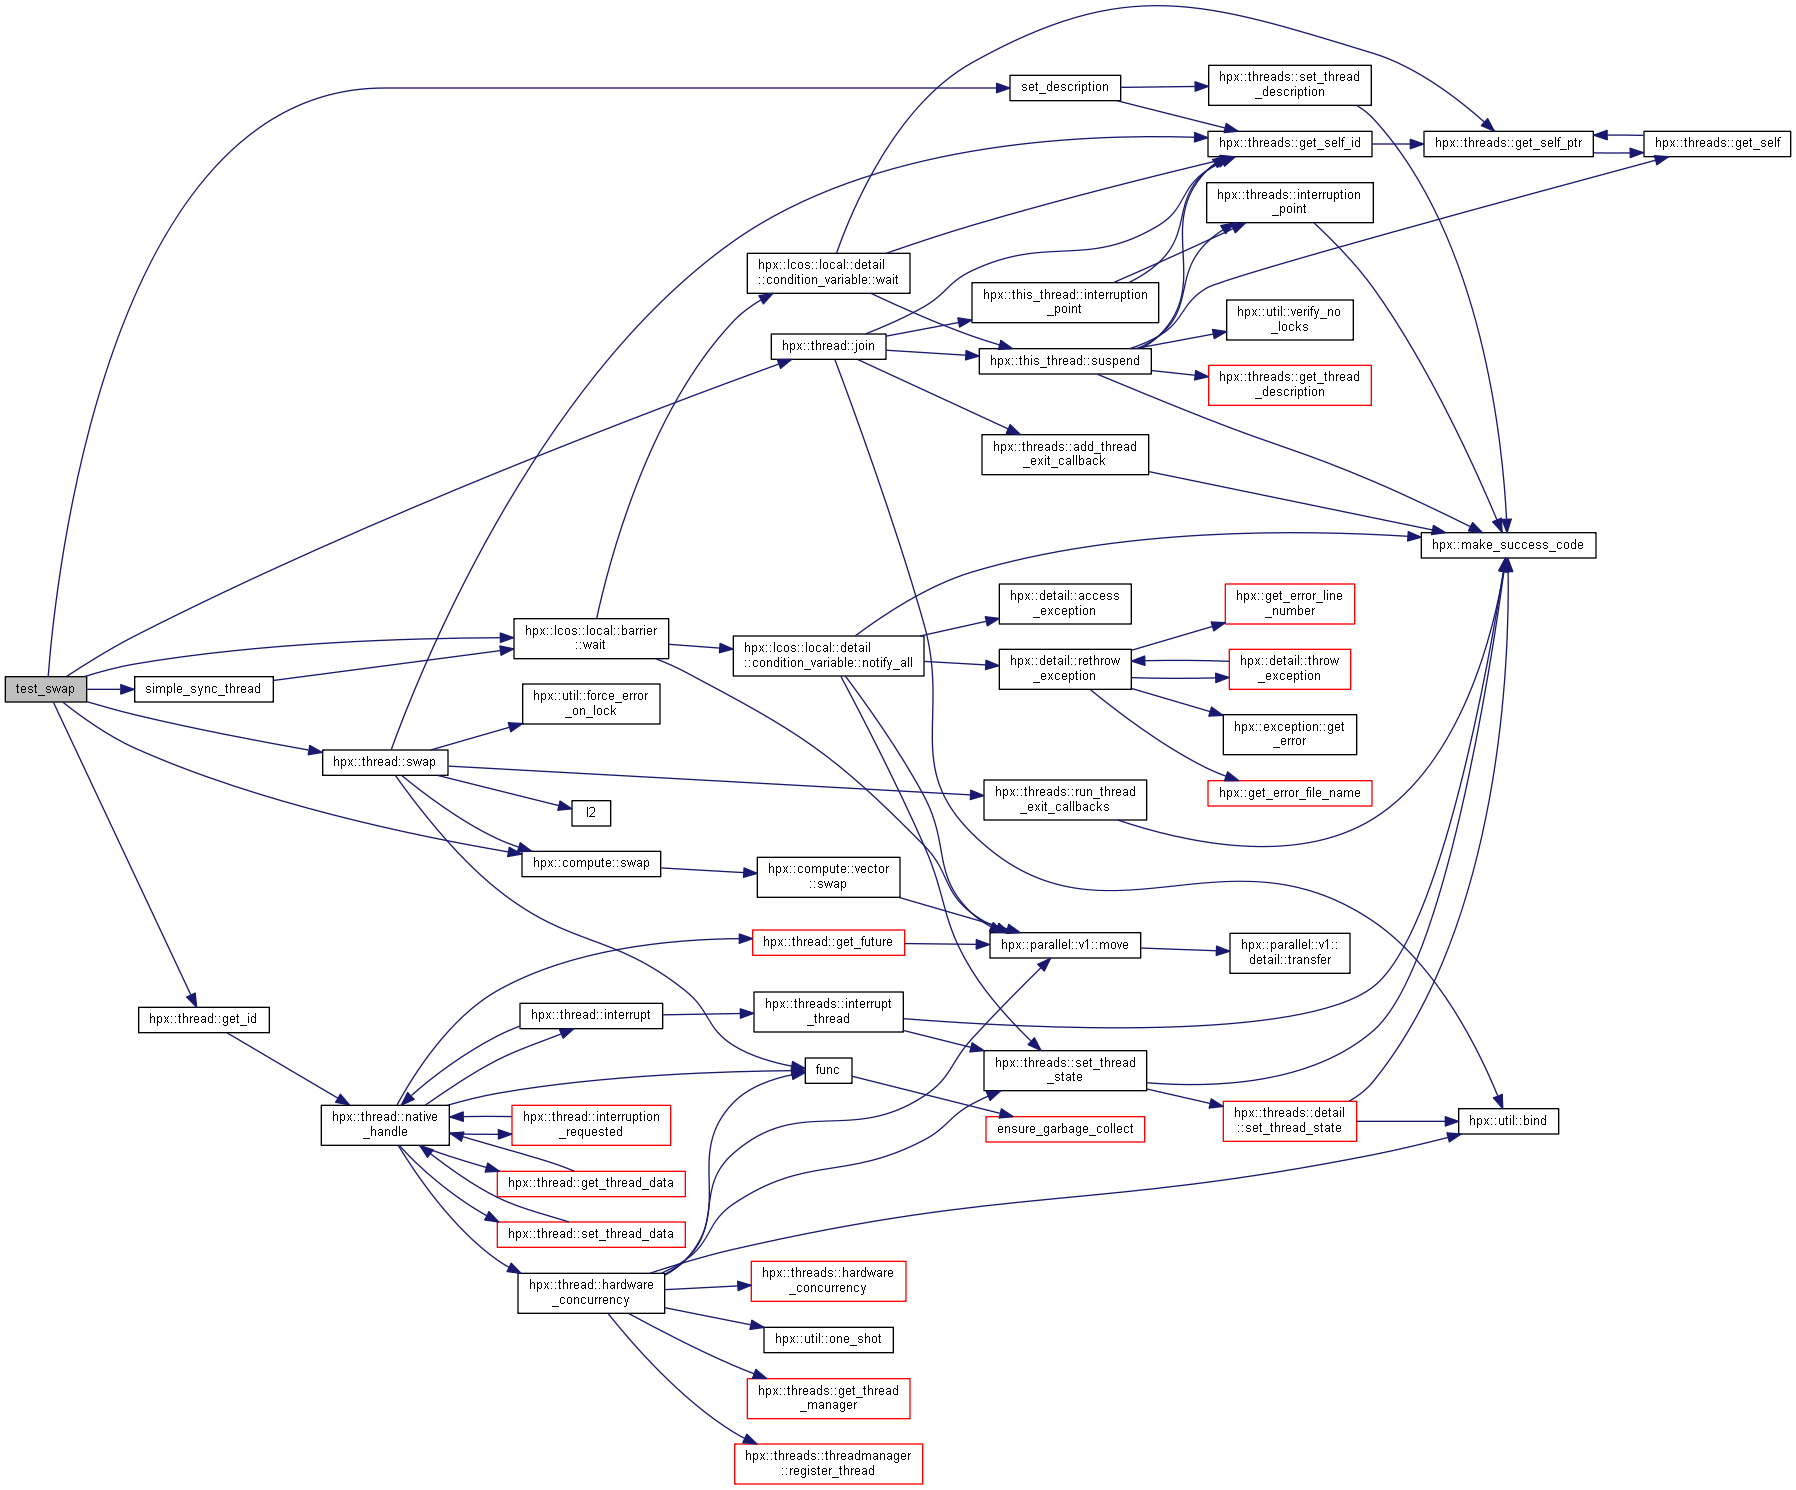 set_description
hpx::threads::set_thread
_description
hpx::threads::get_self_id
hpx::threads::get_self_ptr
hpx::threads::get_self
hpx::threads::interruption
_point
hpx::lcos::local::detail
::condition_variable::wait
hpx::this_thread::interruption
_point
hpx::util::verify_no
_locks
hpx::thread::join
hpx::this_thread::suspend
hpx::threads::get_thread
_description
hpx::threads::add_thread
_exit_callback
hpx::make_success_code
hpx::detail::access
_exception
hpx::get_error_line
_number
hpx::lcos::local::barrier
::wait
hpx::lcos::local::detail
::condition_variable::notify_all
hpx::detail::rethrow
_exception
hpx::detail::throw
_exception
test_swap
simple_sync_thread
hpx::util::force_error
_on_lock
hpx::exception::get
_error
hpx::thread::swap
hpx::threads::run_thread
_exit_callbacks
hpx::get_error_file_name
l2
hpx::compute::swap
hpx::compute::vector
::swap
hpx::thread::get_future
hpx::parallel::v1::move
hpx::parallel::v1::
detail::transfer
hpx::thread::get_id
hpx::thread::interrupt
hpx::threads::interrupt
_thread
func
hpx::threads::set_thread
_state
hpx::thread::native
_handle
hpx::thread::interruption
_requested
ensure_garbage_collect
hpx::threads::detail
::set_thread_state
hpx::util::bind
hpx::thread::get_thread_data
hpx::thread::set_thread_data
hpx::thread::hardware
_concurrency
hpx::threads::hardware
_concurrency
hpx::util::one_shot
hpx::threads::get_thread
_manager
hpx::threads::threadmanager
::register_thread